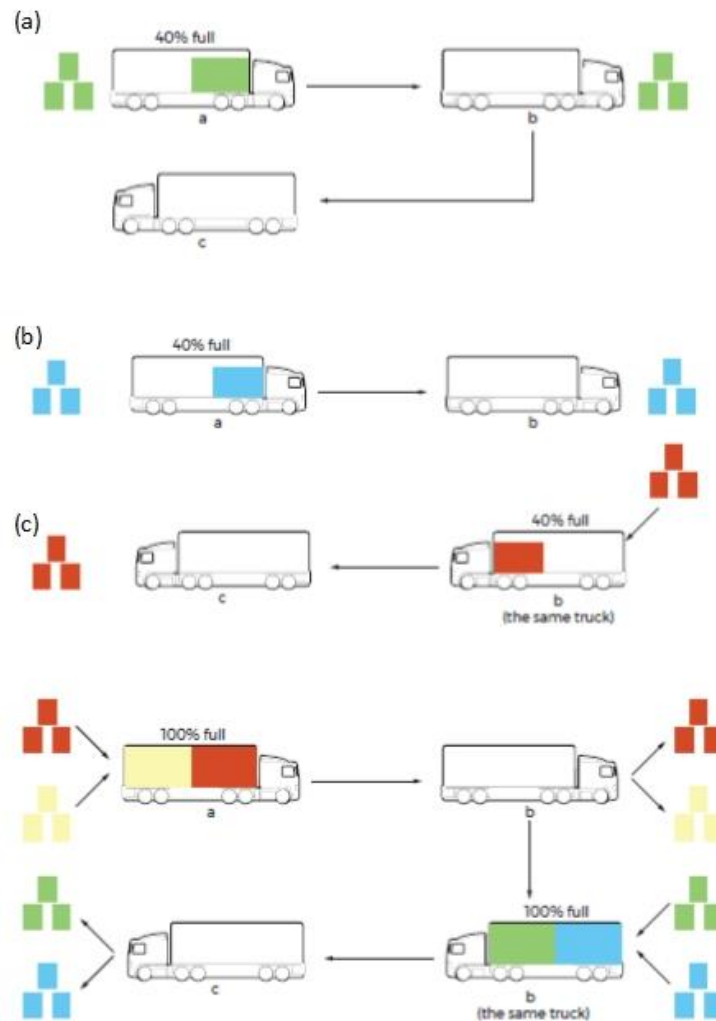 (a)
40% full
a
b
c
(b)
40% full
a
b
(c)
40% full
c
b
(the same truck)
100% full
a
b
100% full
c
b
(the same truck)